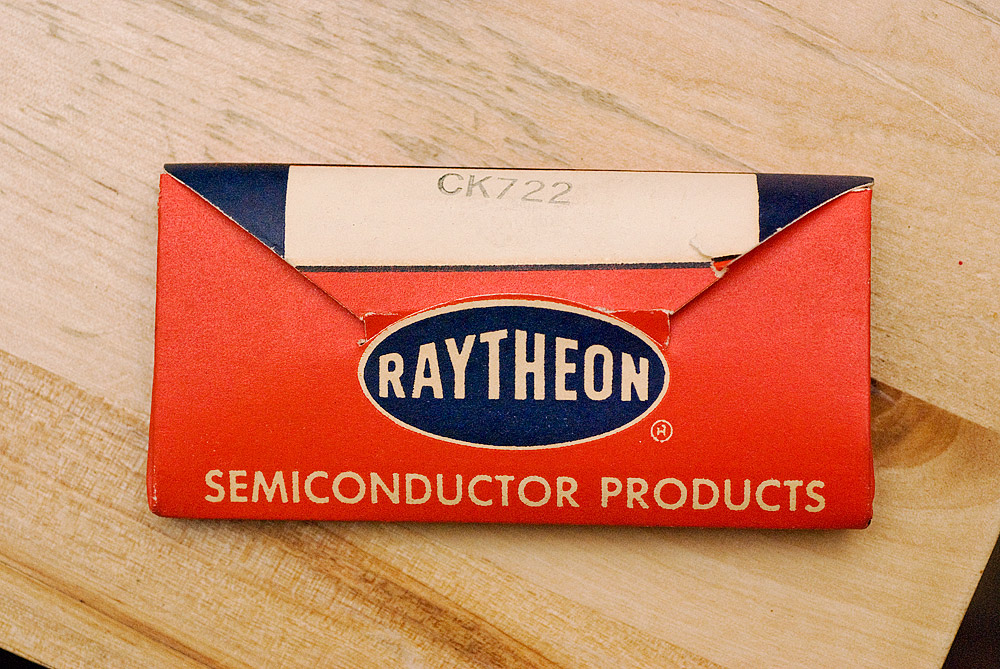 CK722
RAYTHEON
®
SEMICONDUCTOR PRODUCTS